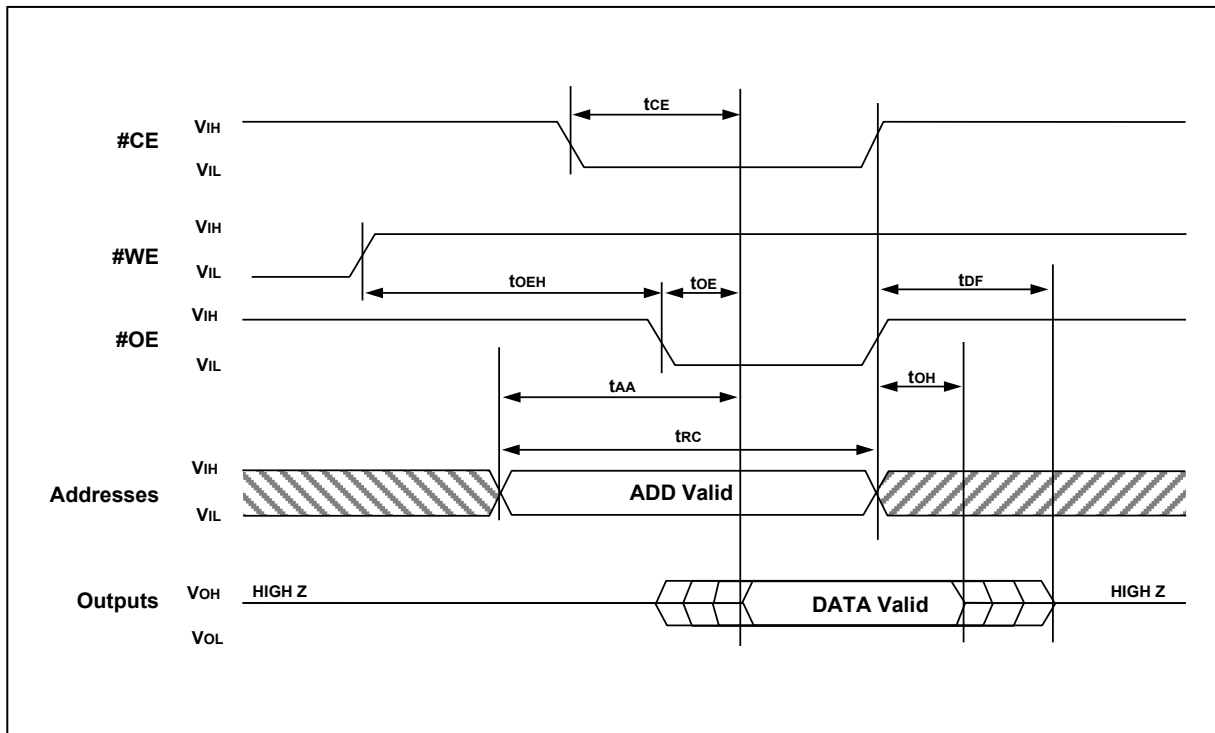 tCE
#CE
VIH
VIL
#WE
VIH
VIL
tOEH
tOE
tDF
#OE
VIH
VIL
tOH
tAA
tRC
Addresses
VIH
VIL
ADD Valid
Outputs
VOH
VOL
HIGH Z
DATA Valid
HIGH Z